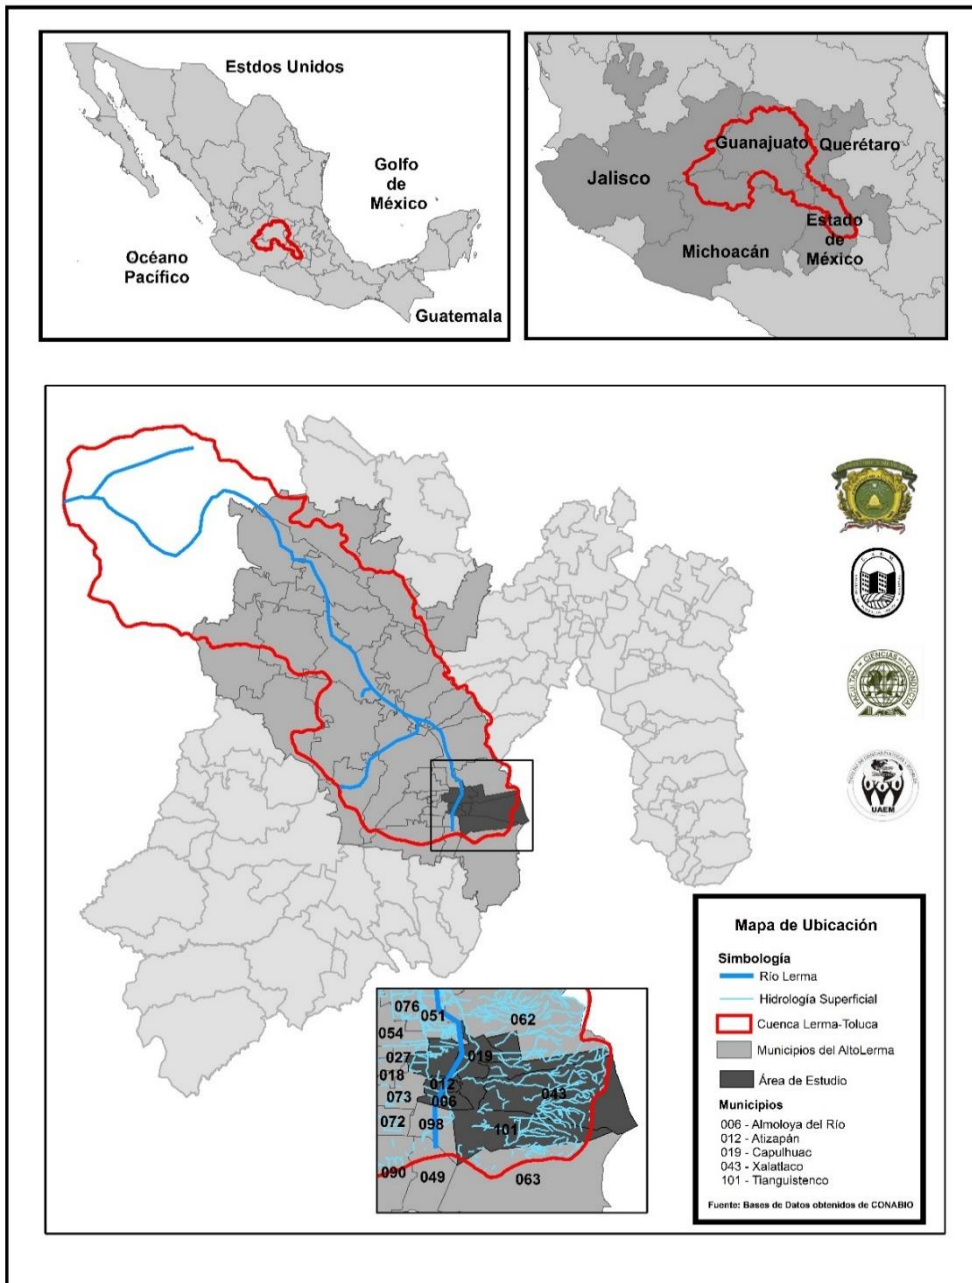 Estdos Unidos
Golfo
de
México
Océano
Pacífico
Guatemala
Guanajuato
Querétaro
Jalisco
Estado
de
México
Michoacán
UAEM
Mapa de Ubicación
Simbología
Río Lerma
Hidrología Superficial
Cuenca Lerma-Toluca
Municipios del AltoLerma
Área de Estudio
Municipios
006 - Almoloya del Río
012 - Atizapán
019 - Capulhuac
043 - Xalatlaco
101 - Tianguistenco
Fuente: Bases de Datos obtenidos de CONABIO
076
051
062
054
027
019
018
012
043
073
006
072
098
101
090
049
063